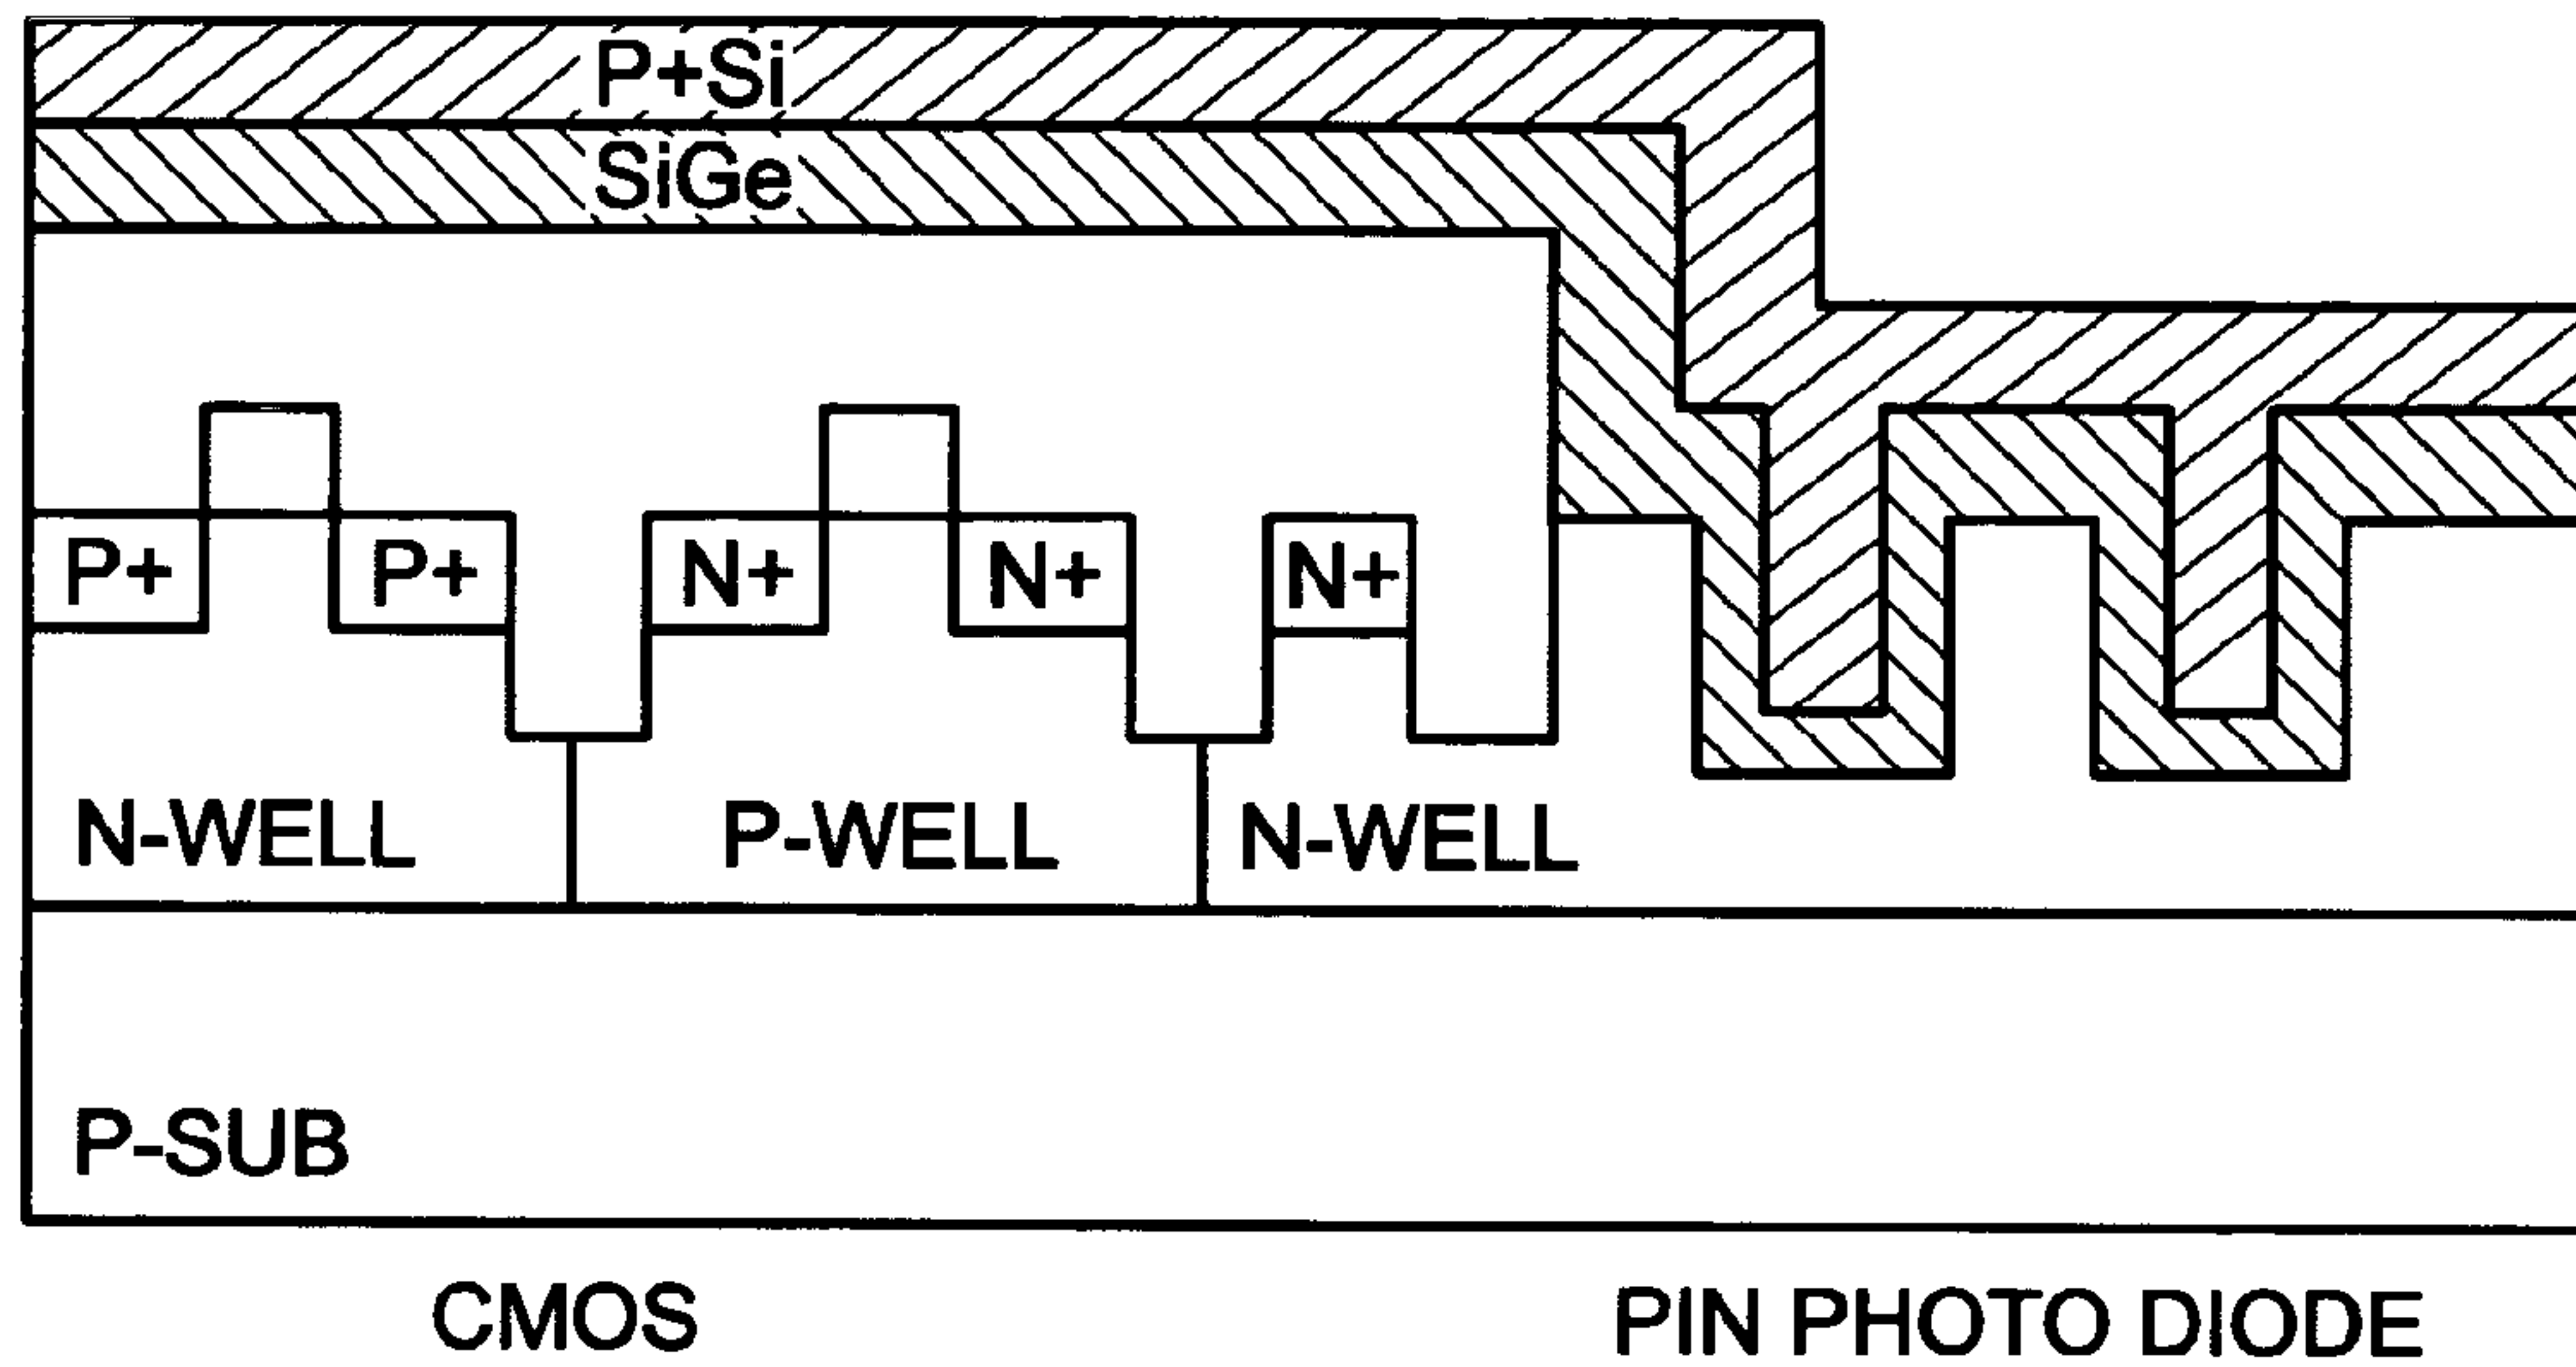 P+Si
SiGe
P+ P+ N+ N+ N+
N-WELL P-WELL N-WELL
P-SUB
CMOS PIN PHOTO DIODE